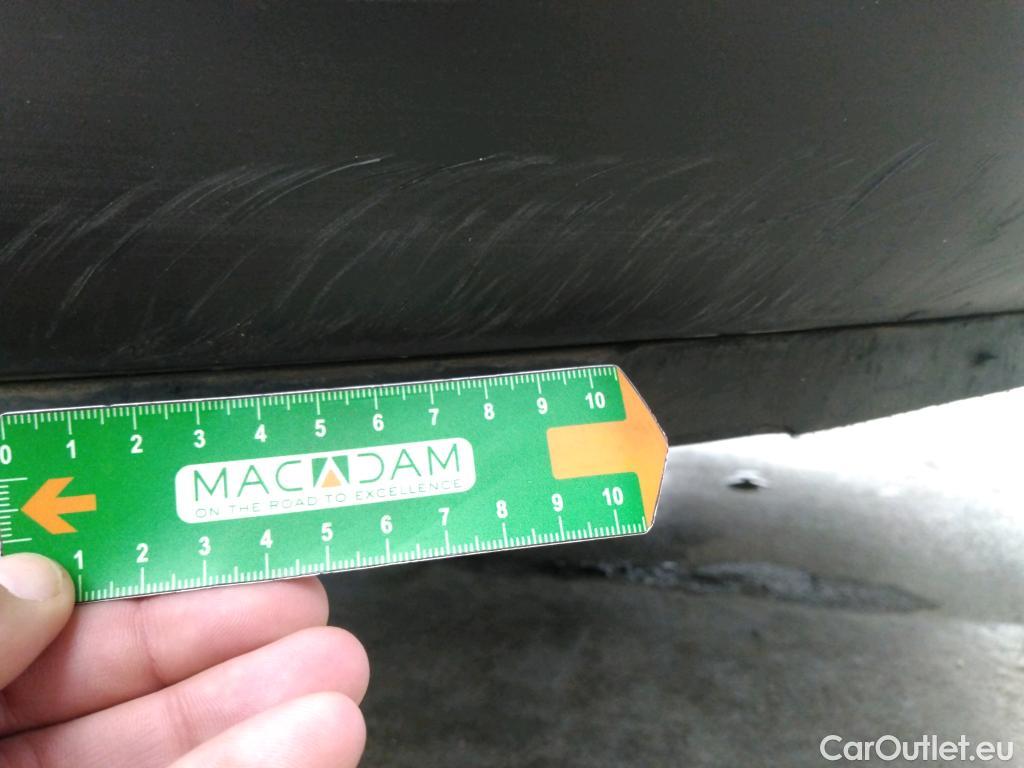 0 1 2 3 4 5 6 7 8 9 10
MACADAM
ON THE ROAD TO EXCELLENCE
1 2 3 4 5 6 7 8 9 10
CarOutlet.eu